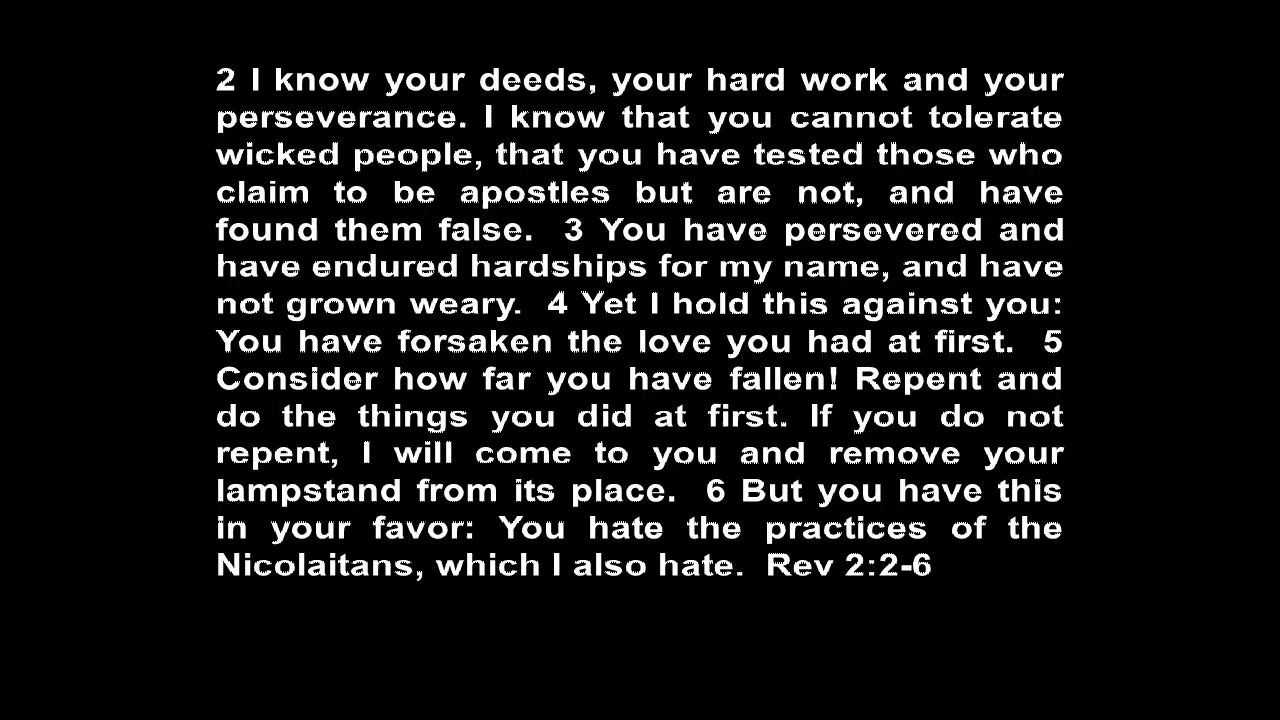 2 I know your deeds, your hard work and your
perseverance. I know that you cannot tolerate
wicked people, that you have tested those who
claim to be apostles but are not, and have
found them false. 3 You have persevered and
have endured hardships for my name, and have
not grown weary. 4 Yet I hold this against you:
You have forsaken the love you had at first. 5
Consider how far you have fallen! Repent and
do the things you did at first. If you do not
repent, I will come to you and remove your
lampstand from its place. 6 But you have this
in your favor: You hate the practices of the
Nicolaitans, which I also hate. Rev 2:2-6